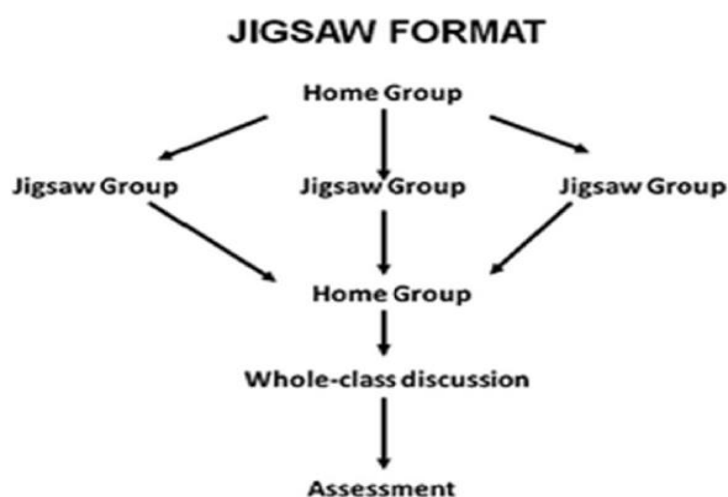 JIGSAW FORMAT
Home Group
Jigsaw Group
Jigsaw Group
Jigsaw Group
Home Group
Whole-class discussion
Assessment